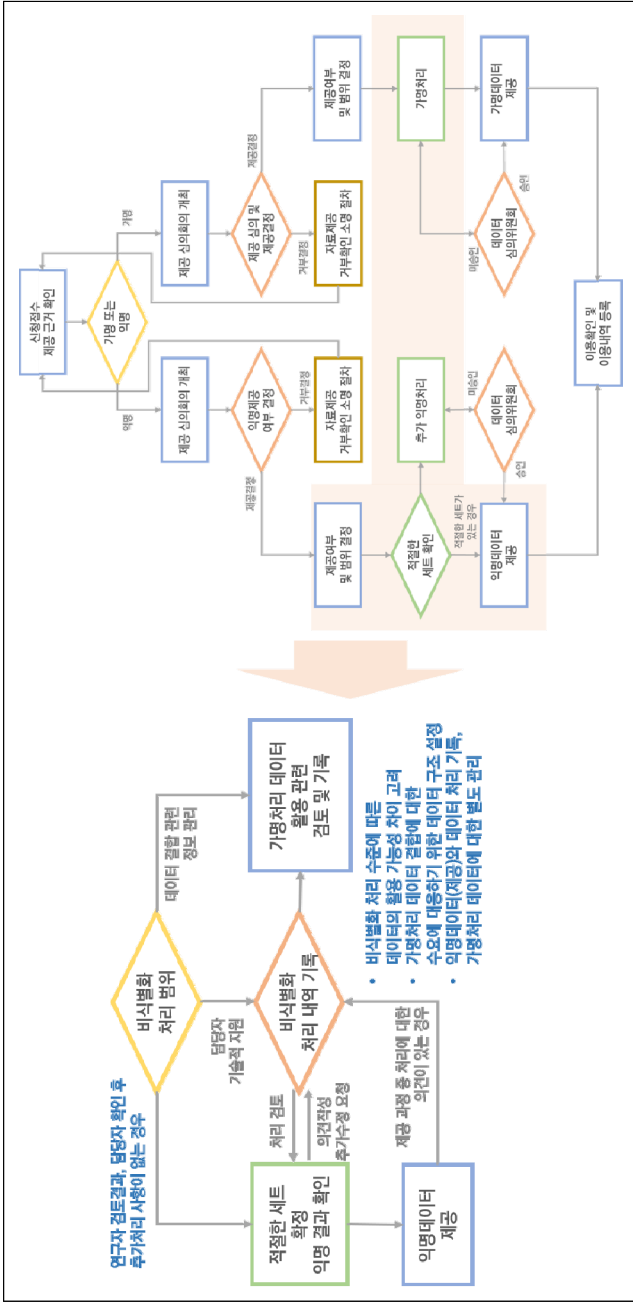 신청접수
제공 근거 확인
가명 또는
익명
익명
가명
제공 심의회의 개최
제공 심의회의 개최
익명제공
여부 결정
제공 심의 및
제공결정
제공결정
거부결정
거부결정
제공결정
제공여부
및 범위 결정
자료제공
거부확인 소명 절차
자료제공
거부확인 소명 절차
제공여부
및 범위 결정
적절한
세트 확인
추가 익명처리
가명처리
적절한 세트가
있는 경우
미승인
미승인
익명데이터
제공
데이터
심의위원회
데이터
심의위원회
가명데이터
제공
승인
승인
이용확인 및
이용내역 등록
연구자 검토결과, 담당자 확인 후
추가처리 사항이 없는 경우
비식별화
처리 범위
데이터 결합 관련
정보 관리
담당자
기술적 지원
적절한 세트
확정
익명 결과 확인
처리 검토
의견작성
추가수정 요청
비식별화
처리 내역 기록
가명처리 데이터
활용 관련
검토 및 기록
익명데이터
제공
제공 과정 중 처리에 대한
의견이 있는 경우
• 비식별화 처리 수준에 따른
데이터의 활용 가능성 차이 고려
• 가명처리 데이터 결합에 대한
수요에 대응하기 위한 데이터 구조 설정
• 익명데이터(제공)와 데이터 처리 기록,
가명처리 데이터에 대한 별도 관리